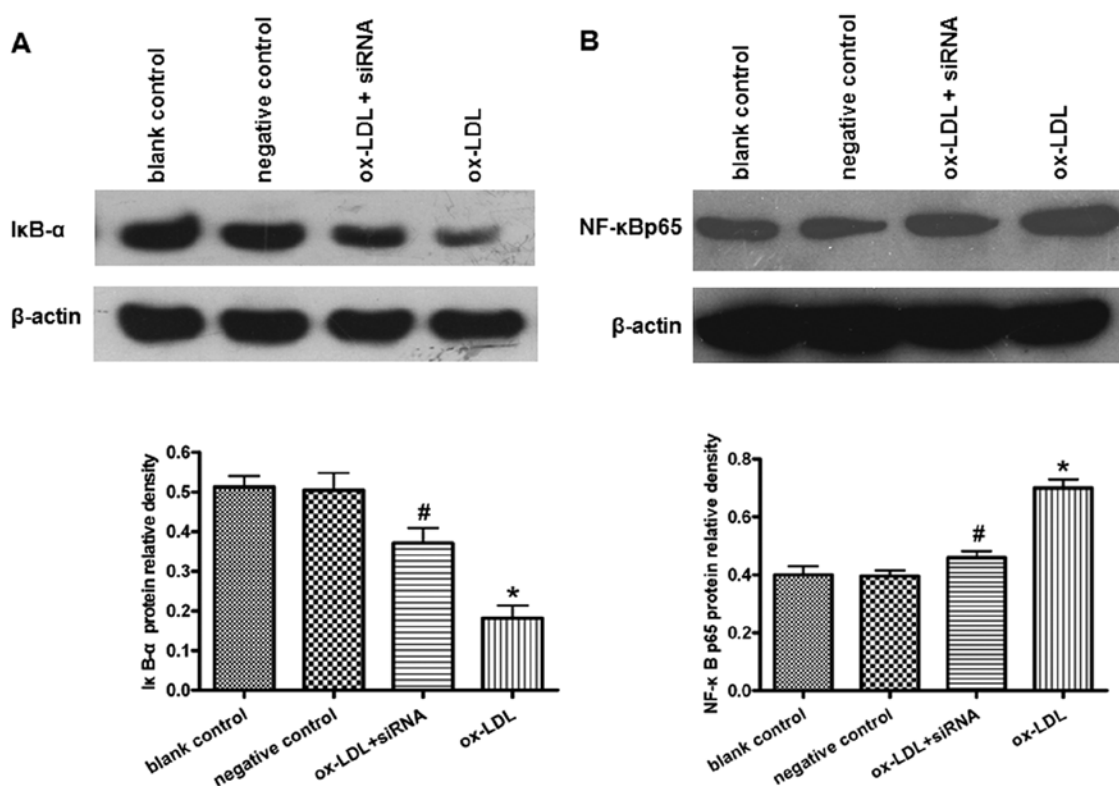 A
blank control
negative control
ox-LDL + siRNA
ox-LDL
IκB-α
β-actin
Iκ B-α protein relative density
0.6
0.5
0.4
0.3
0.2
0.1
0.0
#
*
blank control
negative control
ox-LDL+siRNA
ox-LDL
B
blank control
negative control
ox-LDL + siRNA
ox-LDL
NF-κBp65
β-actin
NF-κ B p65 protein relative density
0.8
0.6
0.4
0.2
0.0
#
*
blank control
negative control
ox-LDL+siRNA
ox-LDL